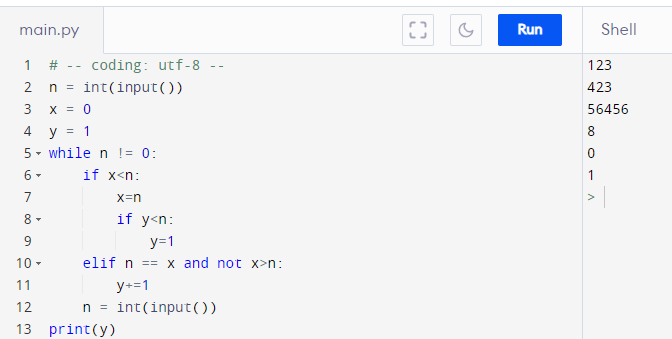 main.py Run Shell
1 # -- coding: utf-8 -- 123
2 n = int(input()) 423
3 x = 0 56456
4 y = 1 8
5 while n != 0: 0
6     if x<n: 1
7         x=n >
8         if y<n:
9             y=1
10     elif n == x and not x>n:
11         y+=1
12     n = int(input())
13 print(y)